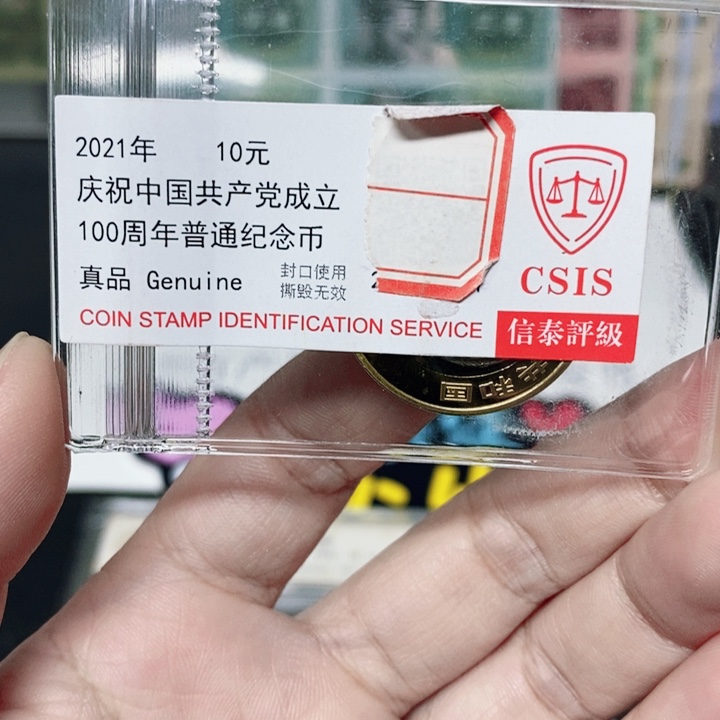 2021年 10元
庆祝中国共产党成立
100周年普通纪念币
真品 Genuine
封口使用
撕毁无效
COIN STAMP IDENTIFICATION SERVICE
CSIS
信泰評級
和国